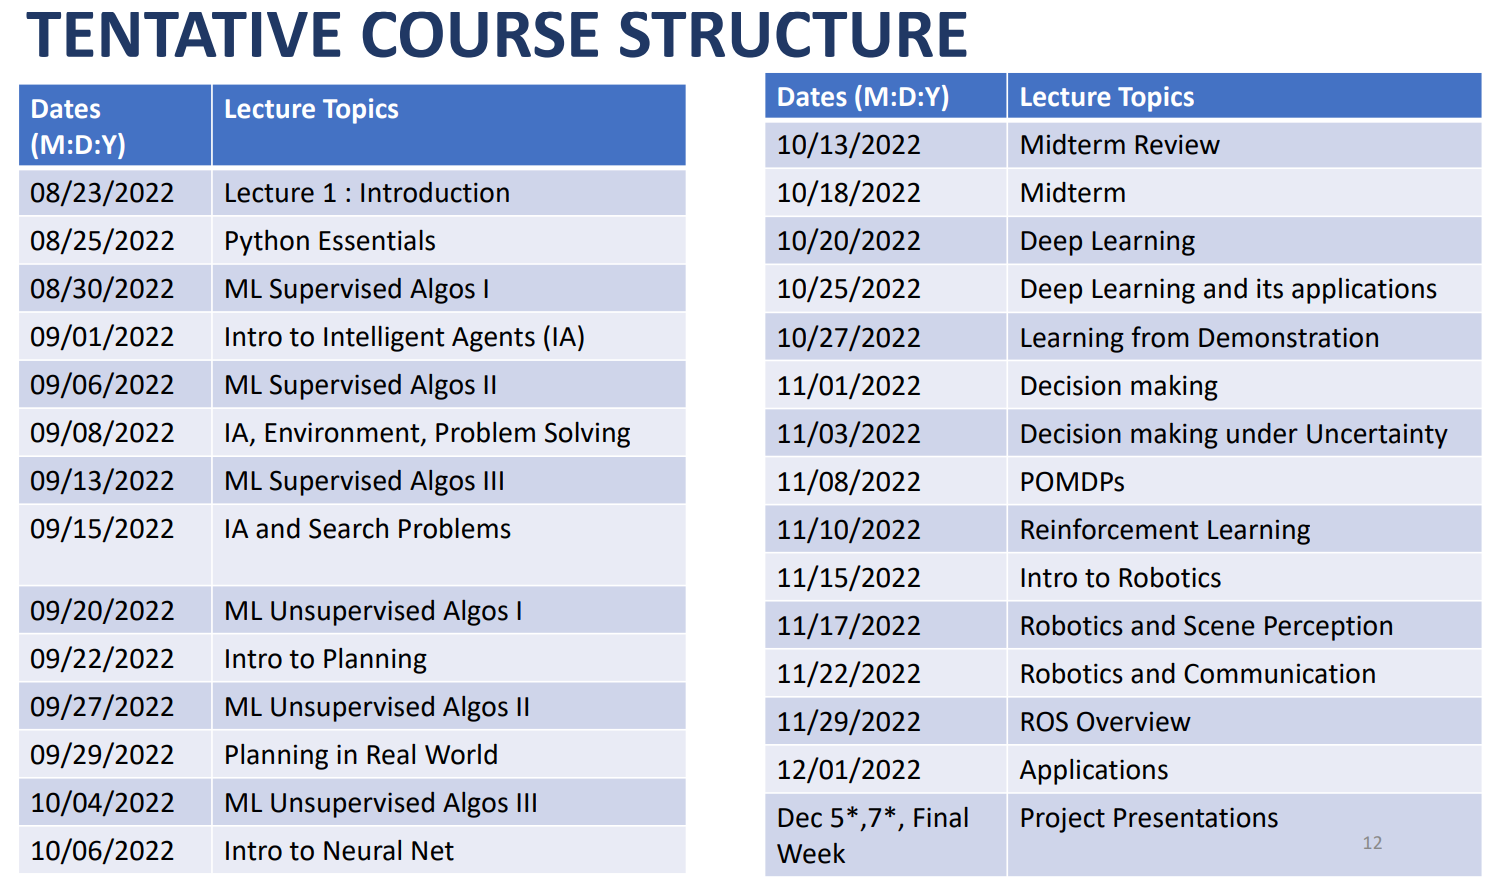 TENTATIVE COURSE STRUCTURE
Dates
(M:D:Y)
Lecture Topics
08/23/2022 Lecture 1 : Introduction
08/25/2022 Python Essentials
08/30/2022 ML Supervised Algos I
09/01/2022 Intro to Intelligent Agents (IA)
09/06/2022 ML Supervised Algos II
09/08/2022 IA, Environment, Problem Solving
09/13/2022 ML Supervised Algos III
09/15/2022 IA and Search Problems
09/20/2022 ML Unsupervised Algos I
09/22/2022 Intro to Planning
09/27/2022 ML Unsupervised Algos II
09/29/2022 Planning in Real World
10/04/2022 ML Unsupervised Algos III
10/06/2022 Intro to Neural Net
Dates (M:D:Y) Lecture Topics
10/13/2022 Midterm Review
10/18/2022 Midterm
10/20/2022 Deep Learning
10/25/2022 Deep Learning and its applications
10/27/2022 Learning from Demonstration
11/01/2022 Decision making
11/03/2022 Decision making under Uncertainty
11/08/2022 POMDPs
11/10/2022 Reinforcement Learning
11/15/2022 Intro to Robotics
11/17/2022 Robotics and Scene Perception
11/22/2022 Robotics and Communication
11/29/2022 ROS Overview
12/01/2022 Applications
Dec 5*,7*, Final
Week
Project Presentations
12